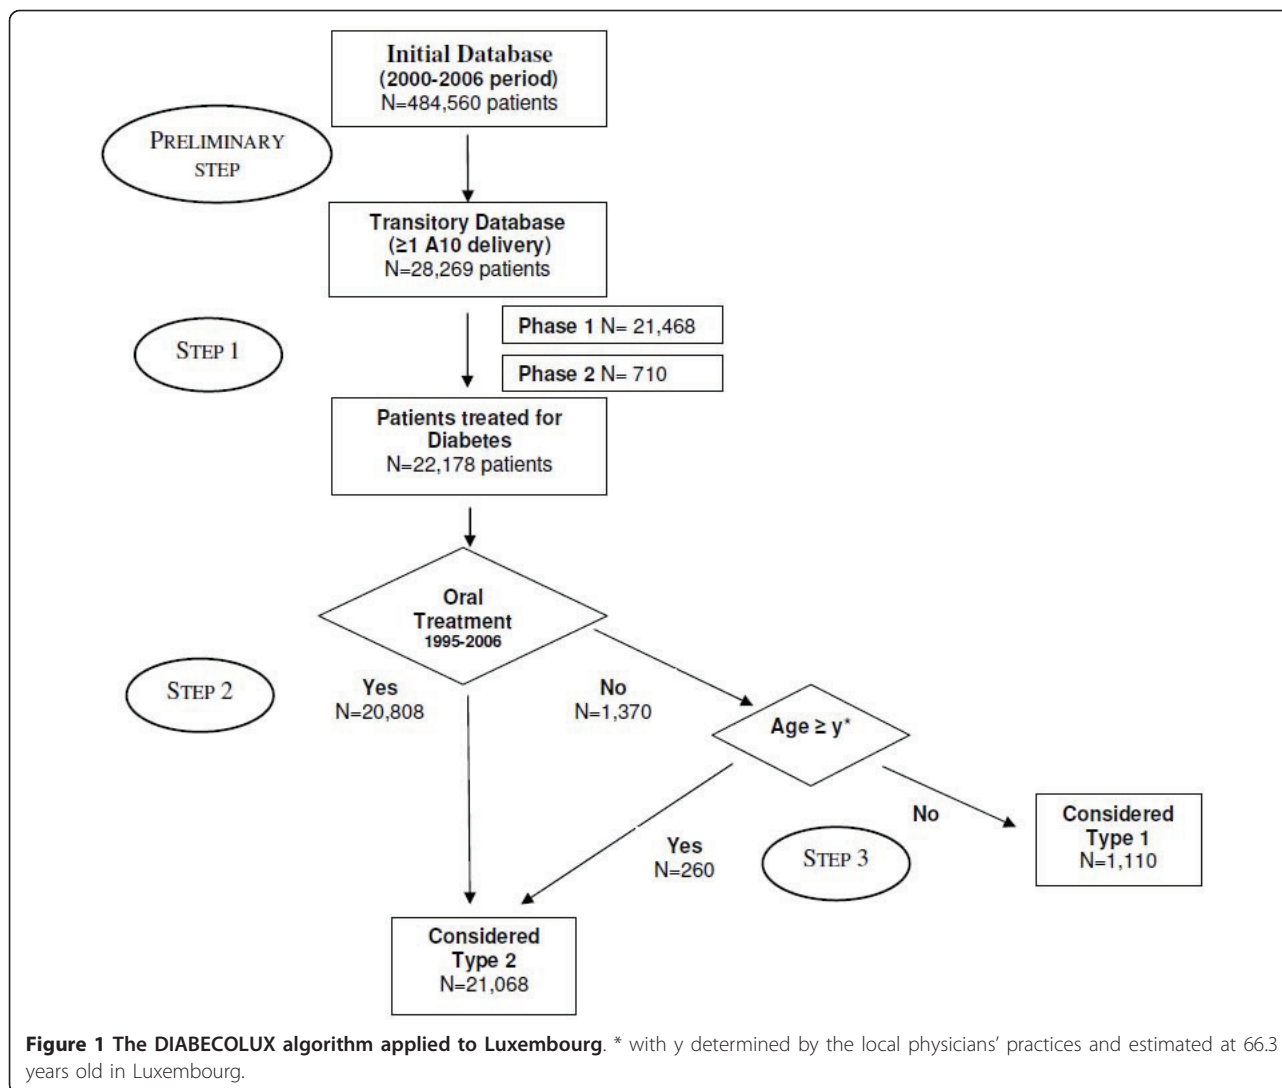 Initial Database
(2000-2006 period)
N=484,560 patients
PRELIMINARY
STEP
Transitory Database
(≥1 A10 delivery)
N=28,269 patients
Phase 1 N= 21,468
STEP 1
Phase 2 N= 710
Patients treated for
Diabetes
N=22,178 patients
Oral
Treatment
1995-2006
STEP 2
Yes
N=20,808
No
N=1,370
Age ≥ y*
No
Considered
Type 1
N=1,110
Yes
N=260
STEP 3
Considered
Type 2
N=21,068
Figure 1 The DIABECOLUX algorithm applied to Luxembourg. * with y determined by the local physicians' practices and estimated at 66.3
years old in Luxembourg.